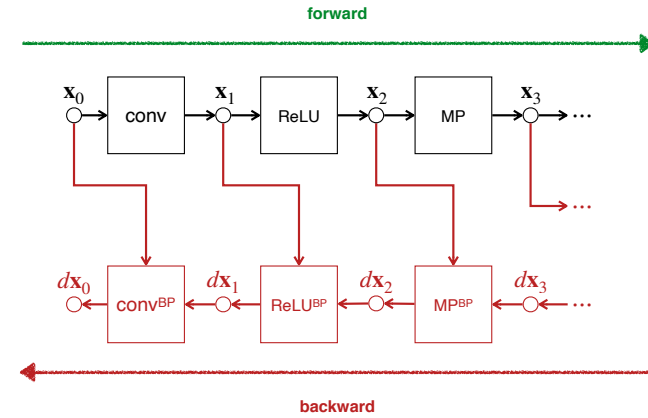 forward
x₀ x₁ x₂ x₃
conv ReLU MP ...
...
dx₀ dx₁ dx₂ dx₃
convᴮᴾ ReLUᴮᴾ MPᴮᴾ ...
backward